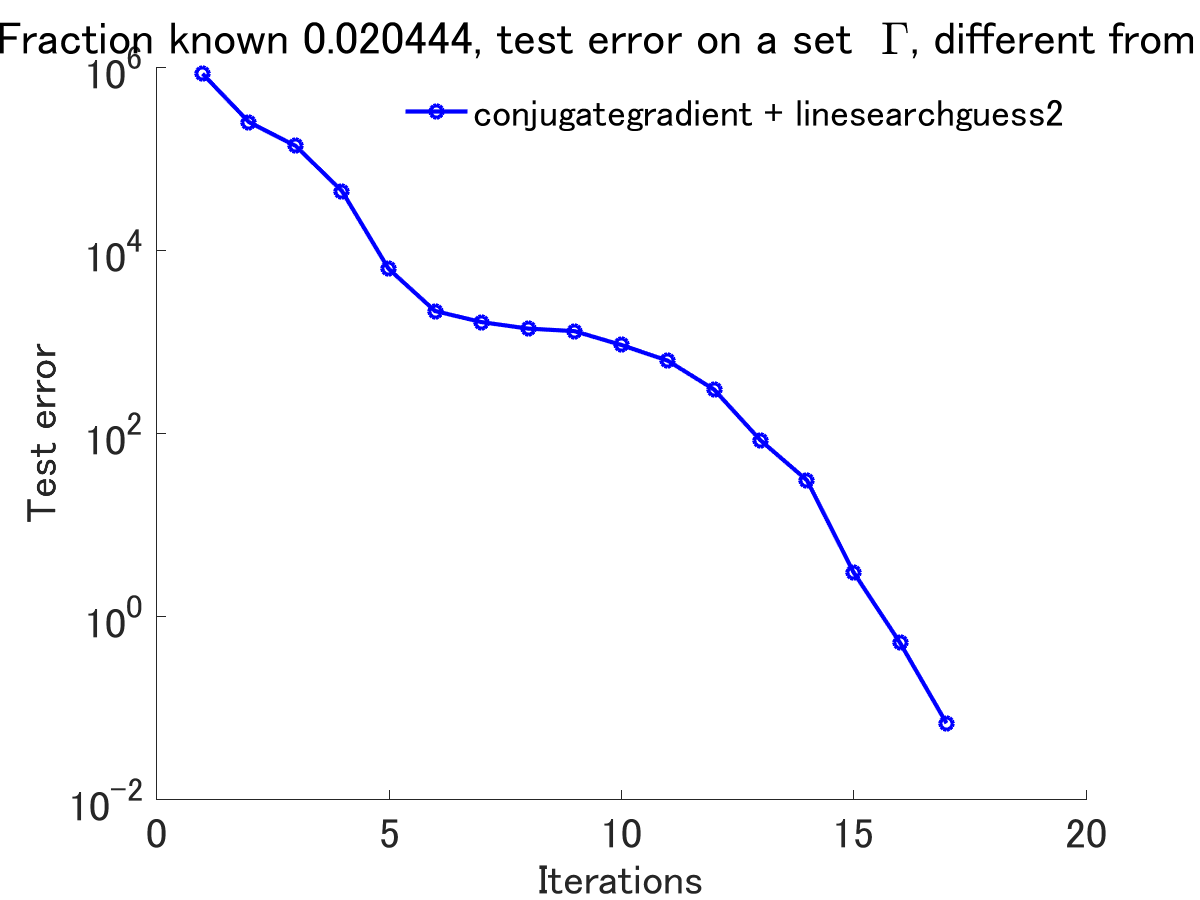 Fraction known 0.020444, test error on a set Γ, different from
10^6
conjugategradient + linesearchguess2
10^4
10^2
10^0
10^-2
Test error
0 5 10 15 20
Iterations